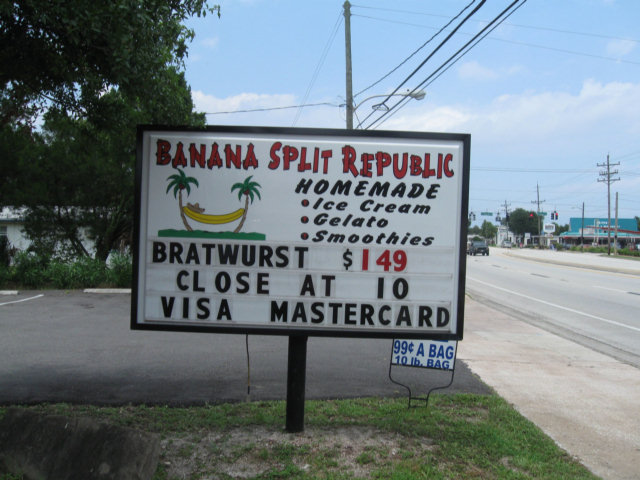 BANANA SPLIT REPUBLIC
HOMEMADE
• Ice Cream
• Gelato
• Smoothies
BRATWURST $149
CLOSE AT 10
VISA MASTERCARD
99¢ A BAG
10 lb. BAG